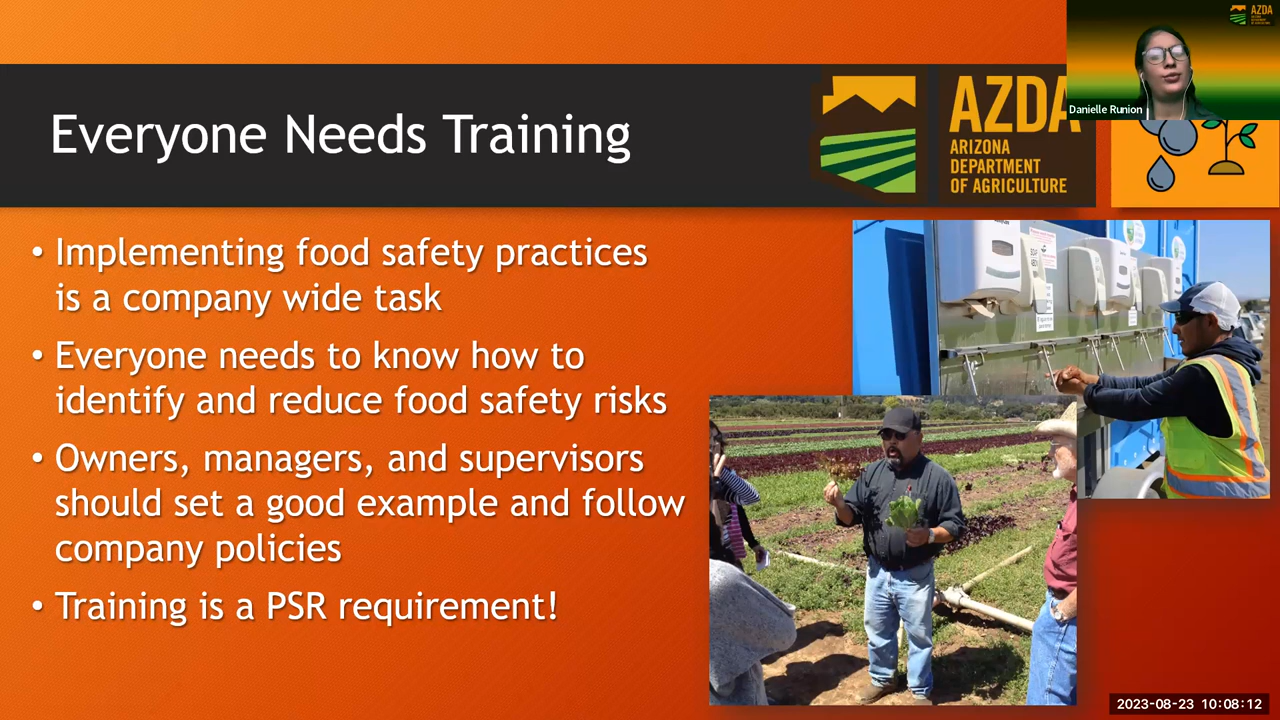 AZDA
Danielle Runion
Everyone Needs Training
AZDA
ARIZONA
DEPARTMENT
OF AGRICULTURE
• Implementing food safety practices
is a company wide task
• Everyone needs to know how to
identify and reduce food safety risks
• Owners, managers, and supervisors
should set a good example and follow
company policies
• Training is a PSR requirement!
2023-08-23 10:08:12